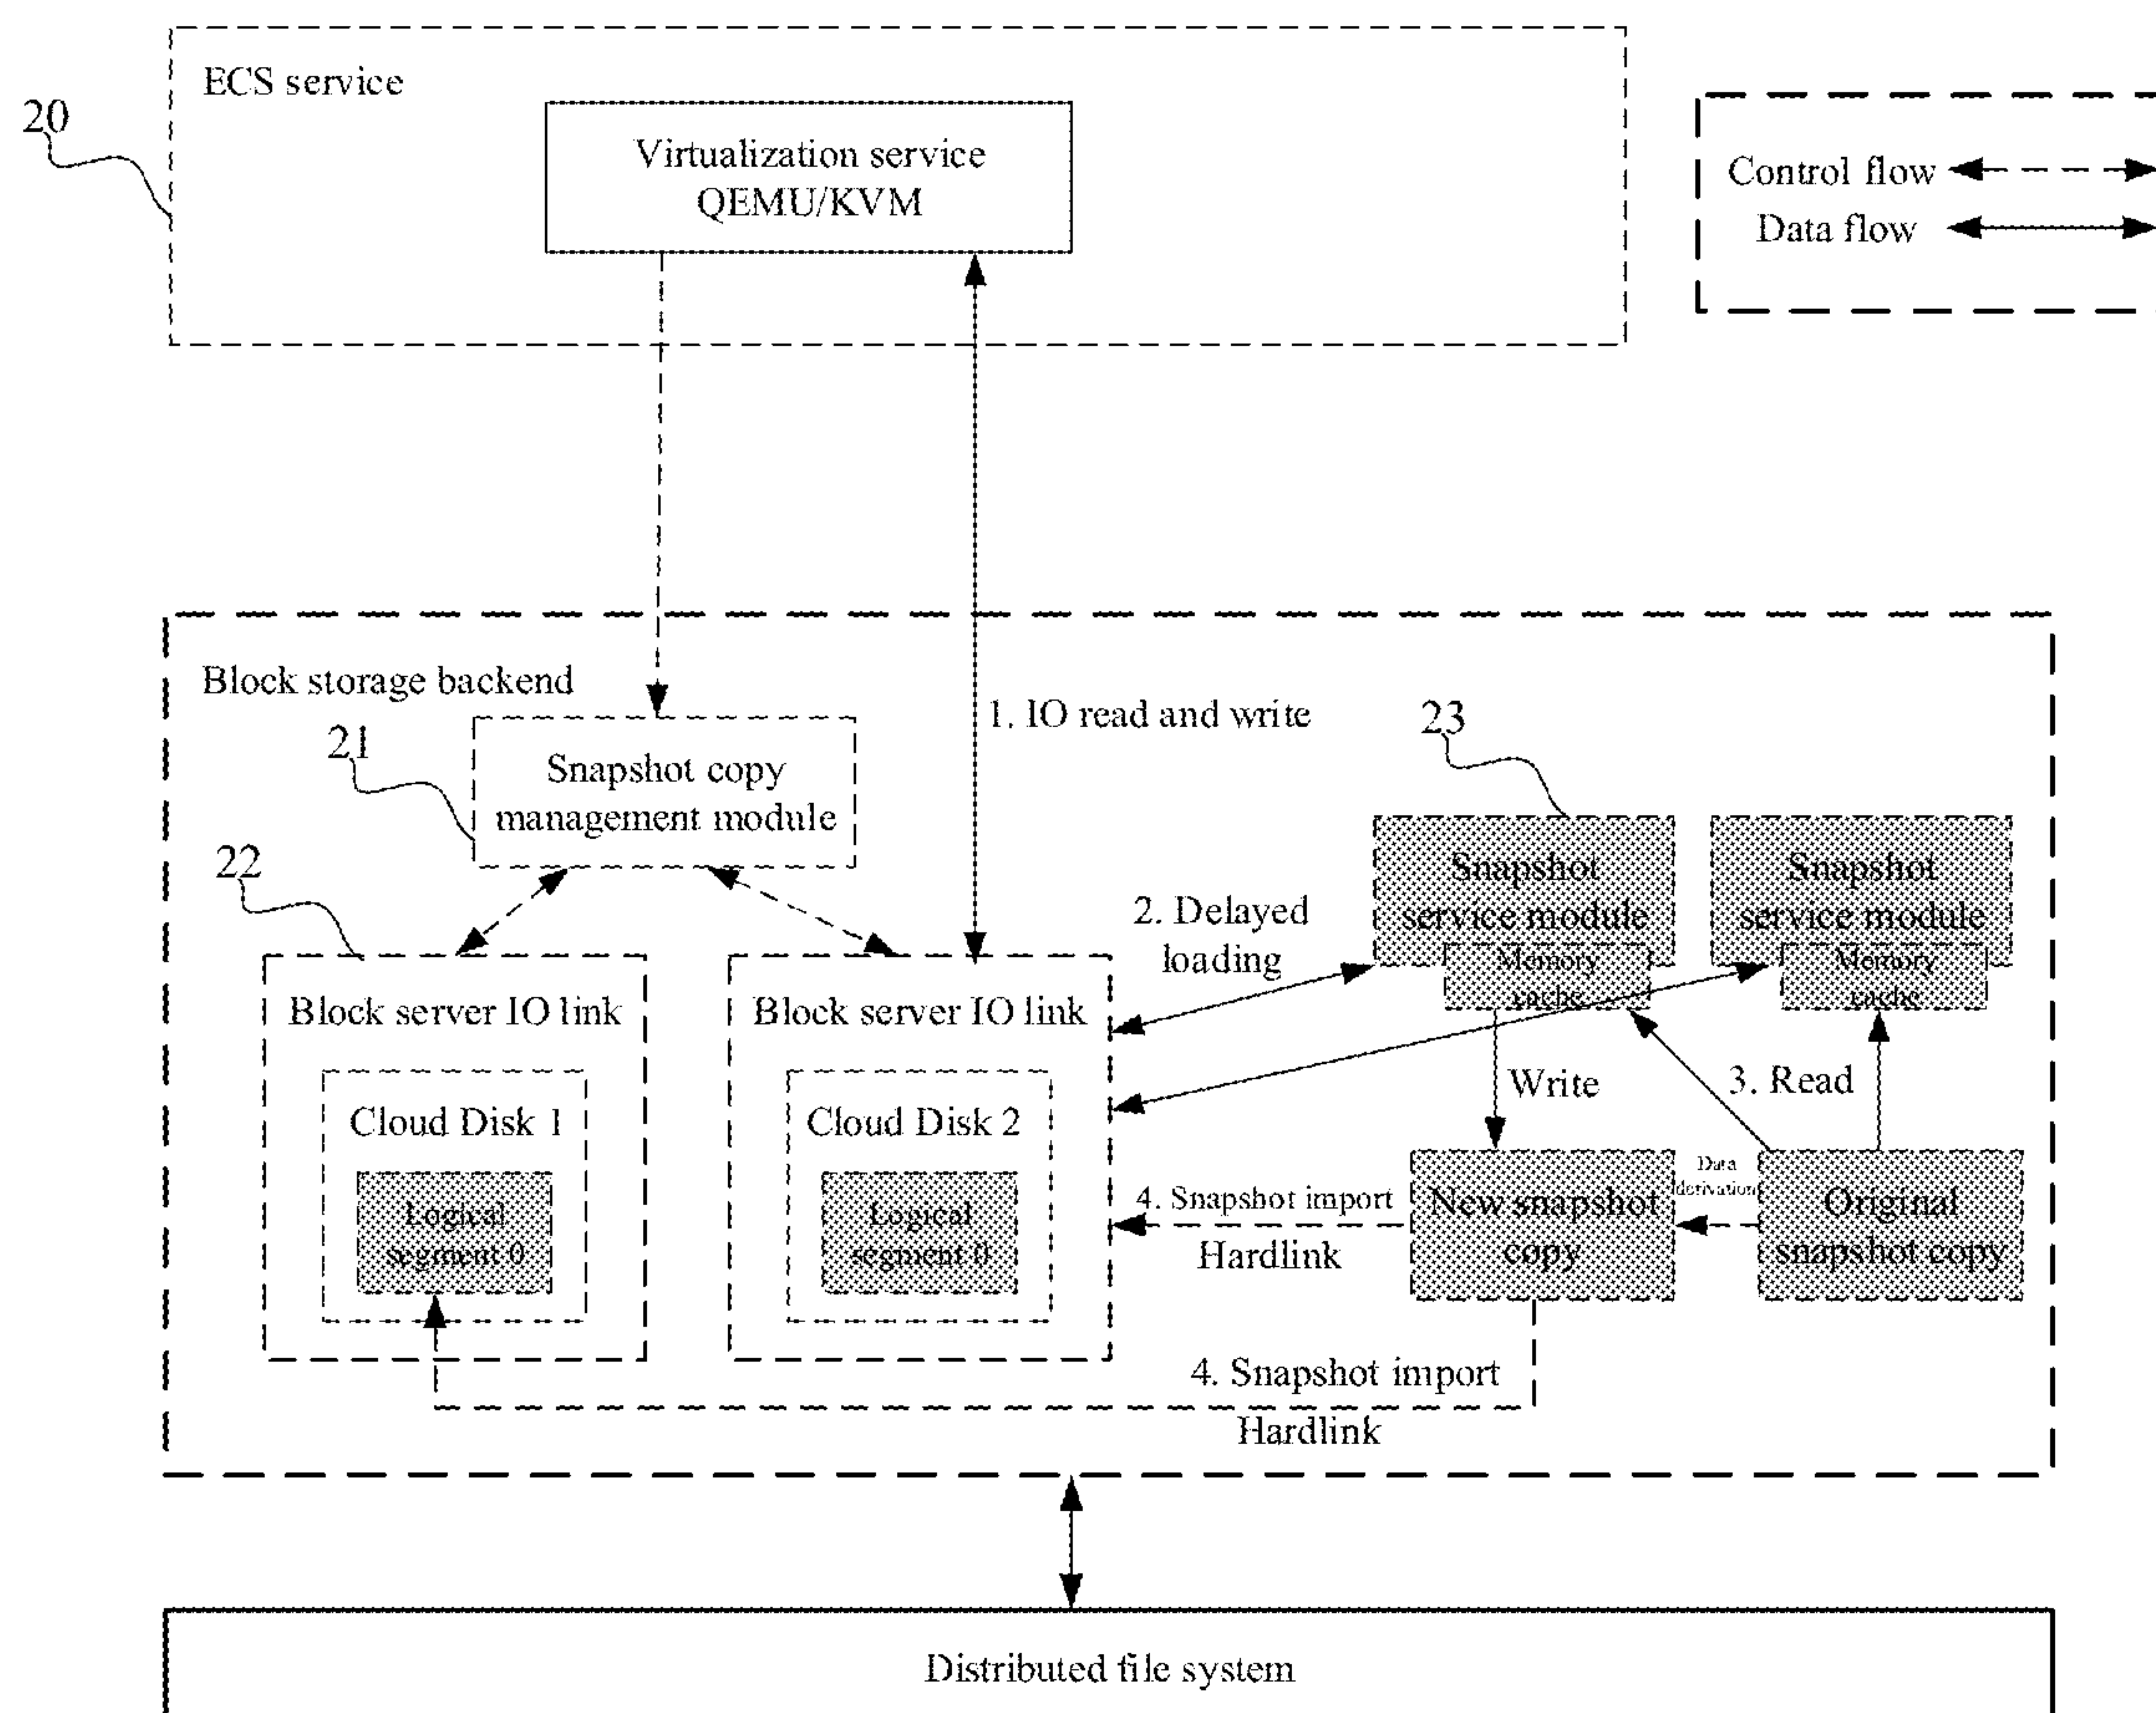 ECS service
20
Virtualization service
QEMU/KVM
Control flow
Data flow
Block storage backend
1. IO read and write
21
Snapshot copy
management module
23
22
Snapshot
service module
Memory
cache
Snapshot
service module
Memory
cache
2. Delayed
loading
Block server IO link
Cloud Disk 1
Logical
segment 0
Block server IO link
Cloud Disk 2
Logical
segment 0
Write
3. Read
4. Snapshot import
Hardlink
New snapshot
copy
Data
derivation
Original
snapshot copy
4. Snapshot import
Hardlink
Distributed file system